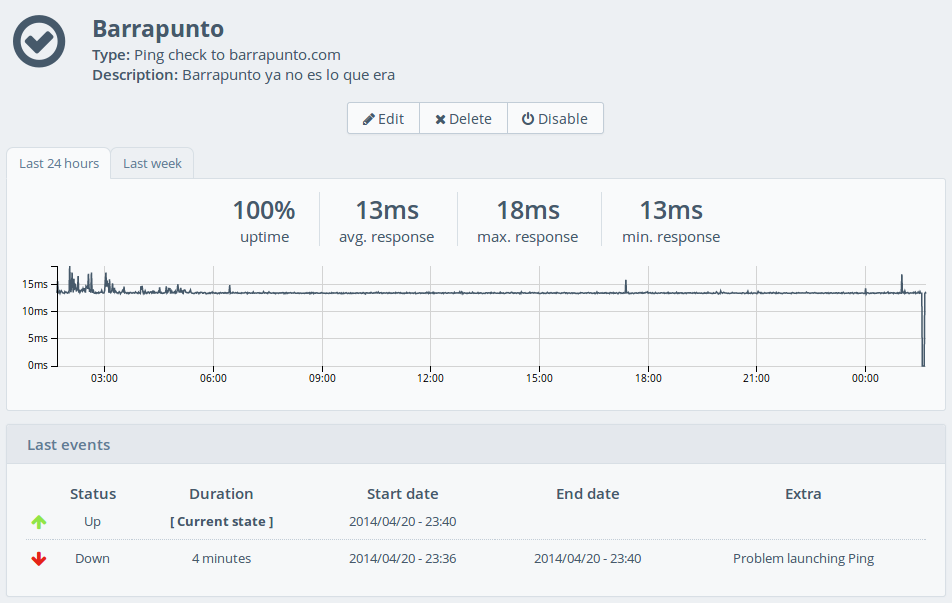 Barrapunto
Type: Ping check to barrapunto.com
Description: Barrapunto ya no es lo que era
Edit Delete Disable
Last 24 hours Last week
100% 13ms 18ms 13ms
uptime avg. response max. response min. response
15ms
10ms
5ms
0ms
03:00 06:00 09:00 12:00 15:00 18:00 21:00 00:00
Last events
Status Duration Start date End date Extra
Up [ Current state ] 2014/04/20 - 23:40
Down 4 minutes 2014/04/20 - 23:36 2014/04/20 - 23:40 Problem launching Ping